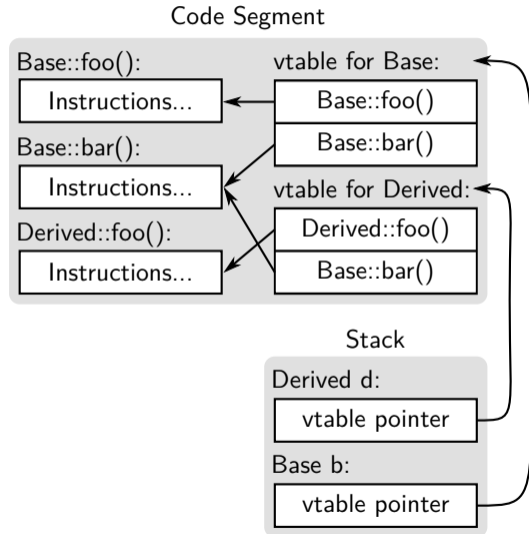 Code Segment
Base::foo():
Instructions...
Base::bar():
Instructions...
Derived::foo():
Instructions...
vtable for Base:
Base::foo()
Base::bar()
vtable for Derived:
Derived::foo()
Base::bar()
Stack
Derived d:
vtable pointer
Base b:
vtable pointer